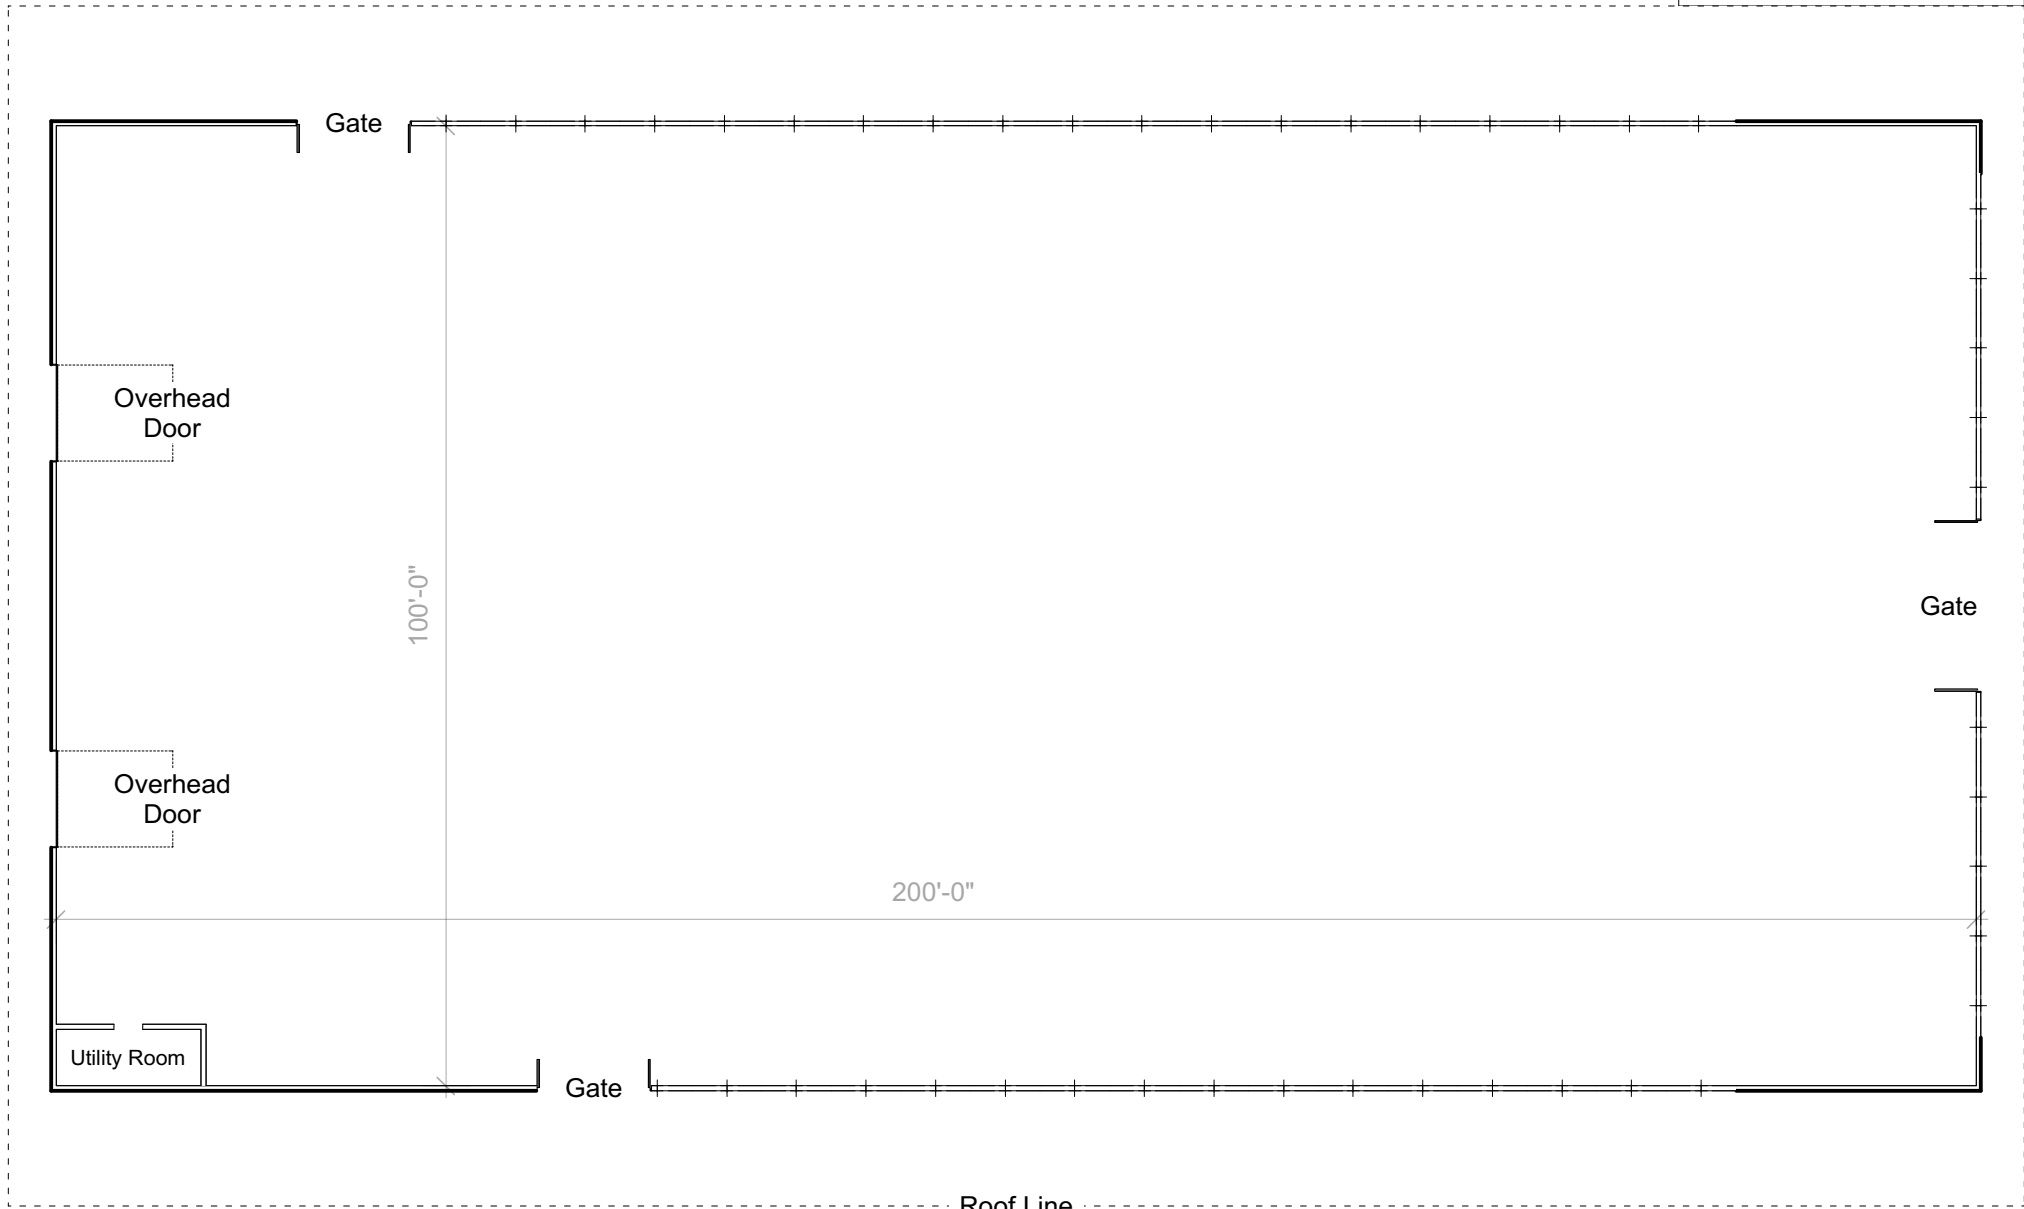 Gate
Overhead
Door
100'-0"
Gate
Overhead
Door
200'-0"
Utility Room
Gate
Roof Line